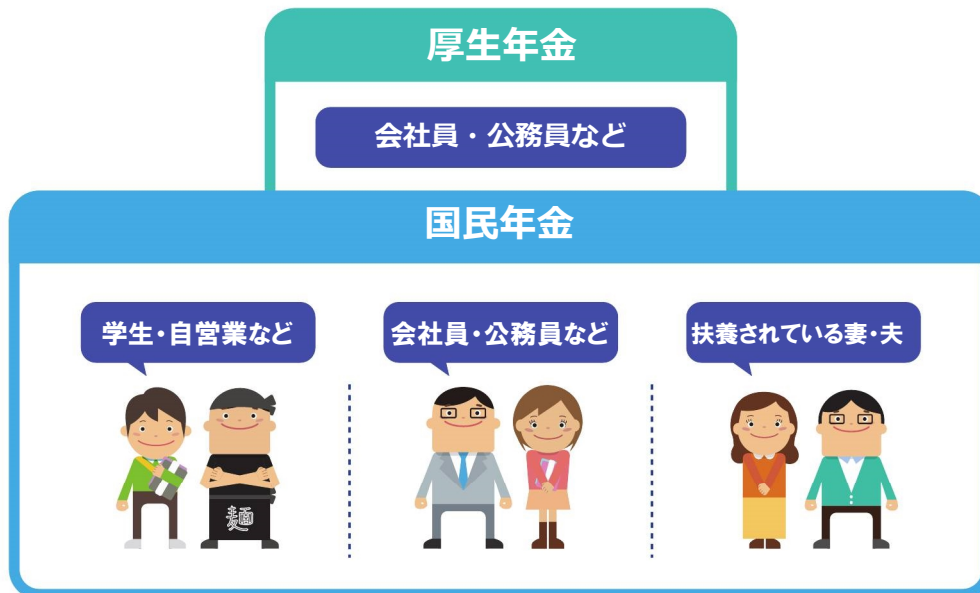 厚生年金
会社員・公務員など
国民年金
学生・自営業など
会社員・公務員など
扶養されている妻・夫
麺